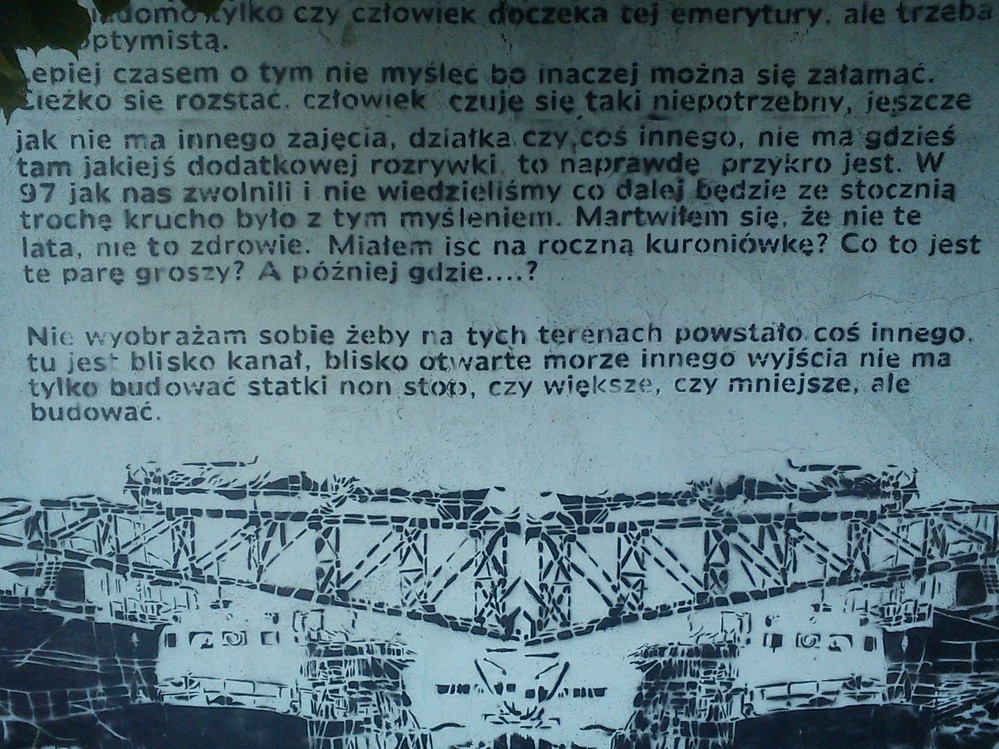 tylko czy człowiek doczeka tej emerytury. ale trzeba
optymistą.
Lepiej czasem o tym nie myśleć bo inaczej można się załamać.
Cieżko sie rozstać. człowiek czuje się taki niepotrzebny, jeszcze
jak nie ma innego zajęcia, działka czy coś innego, nie ma gdzieś
tam jakiejś dodatkowej rozrywki, to naprawdę przykro jest. W
97 jak nas zwolnili i nie wiedzieliśmy co dalej będzie ze stocznią
trochę krucho było z tym myśleniem. Martwiłem się, że nie te
lata, nie to zdrowie. Miałem isc na roczną kuroniówkę? Co to jest
te parę groszy? A później gdzie....?
Nie wyobrażam sobie żeby na tych terenach powstało coś innego.
tu jest blisko kanał, blisko otwarte morze innego wyjścia nie ma
tylko budować statki non stop, czy większe, czy mniejsze, ale
budować.